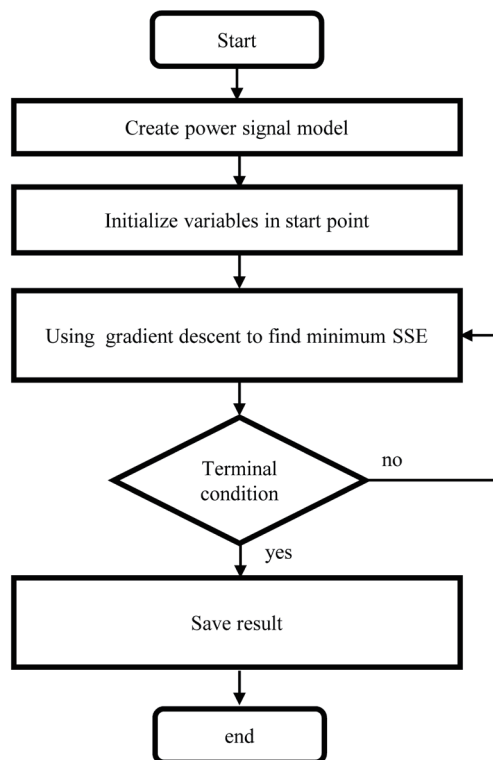 Start
Create power signal model
Initialize variables in start point
Using gradient descent to find minimum SSE
Terminal
condition
no
yes
Save result
end